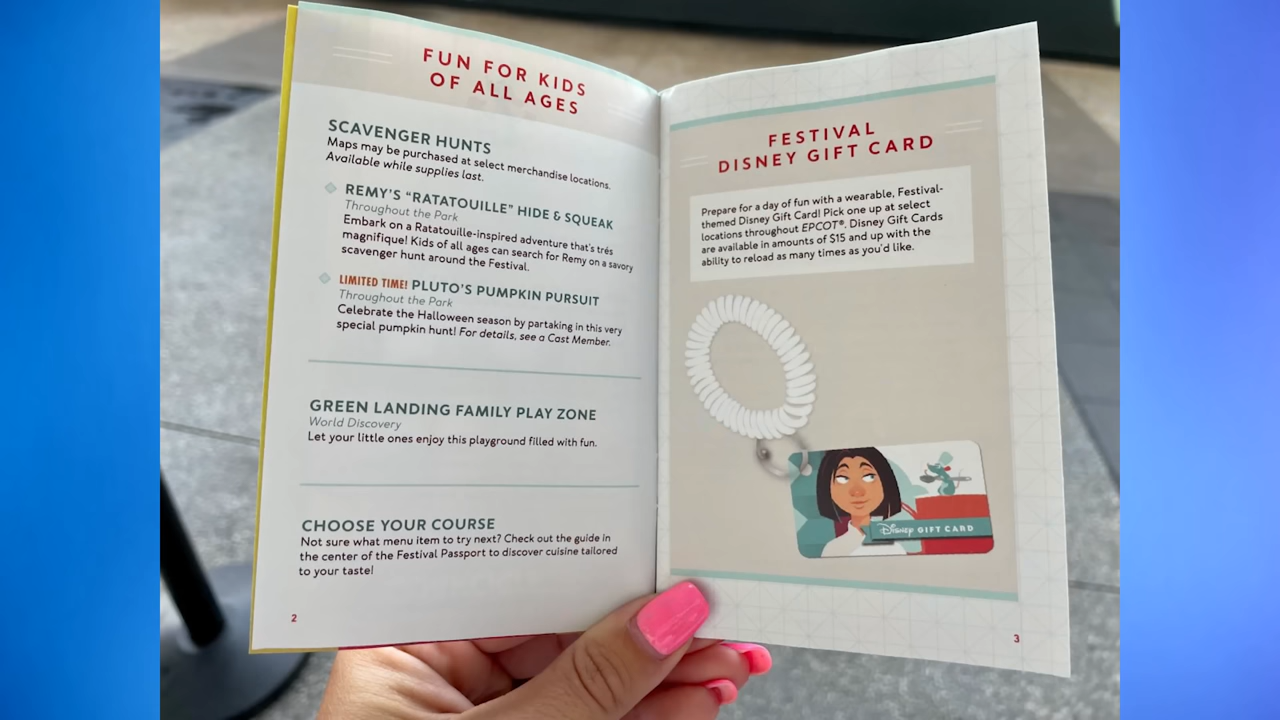 FUN FOR KIDS
OF ALL AGES
SCAVENGER HUNTS
Maps may be purchased at select merchandise locations.
Available while supplies last.
REMY'S "RATATOUILLE" HIDE & SQUEAK
Throughout the Park
Embark on a Ratatouille-inspired adventure that's trés
magnifique! Kids of all ages can search for Remy on a savory
scavenger hunt around the Festival.
LIMITED TIME! PLUTO'S PUMPKIN PURSUIT
Throughout the Park
Celebrate the Halloween season by partaking in this very
special pumpkin hunt! For details, see a Cast Member.
GREEN LANDING FAMILY PLAY ZONE
World Discovery
Let your little ones enjoy this playground filled with fun.
CHOOSE YOUR COURSE
Not sure what menu item to try next? Check out the guide in
the center of the Festival Passport to discover cuisine tailored
to your taste!
2
FESTIVAL
DISNEY GIFT CARD
Prepare for a day of fun with a wearable, Festival-
themed Disney Gift Card! Pick one up at select
locations throughout EPCOT®. Disney Gift Cards
are available in amounts of $15 and up with the
ability to reload as many times as you'd like.
Disney GIFT CARD
3